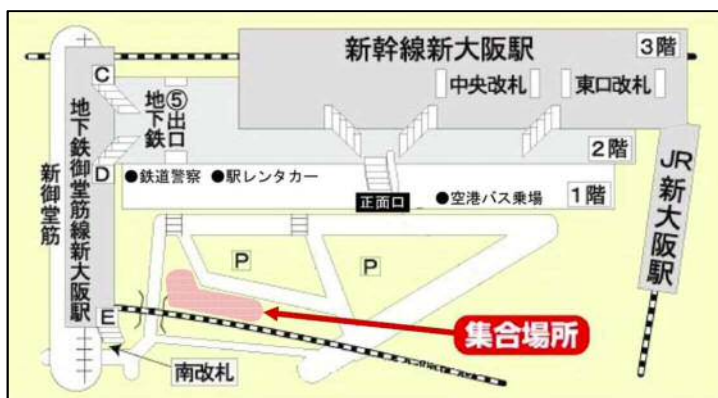 新幹線新大阪駅
3階
中央改札
東口改札
C
地下鉄
⑤出口
2階
D
●鉄道警察
●駅レンタカー
正面口
●空港バス乗場
1階
新御堂筋
地下鉄御堂筋線新大阪駅
JR新大阪駅
P
P
E
集合場所
南改札